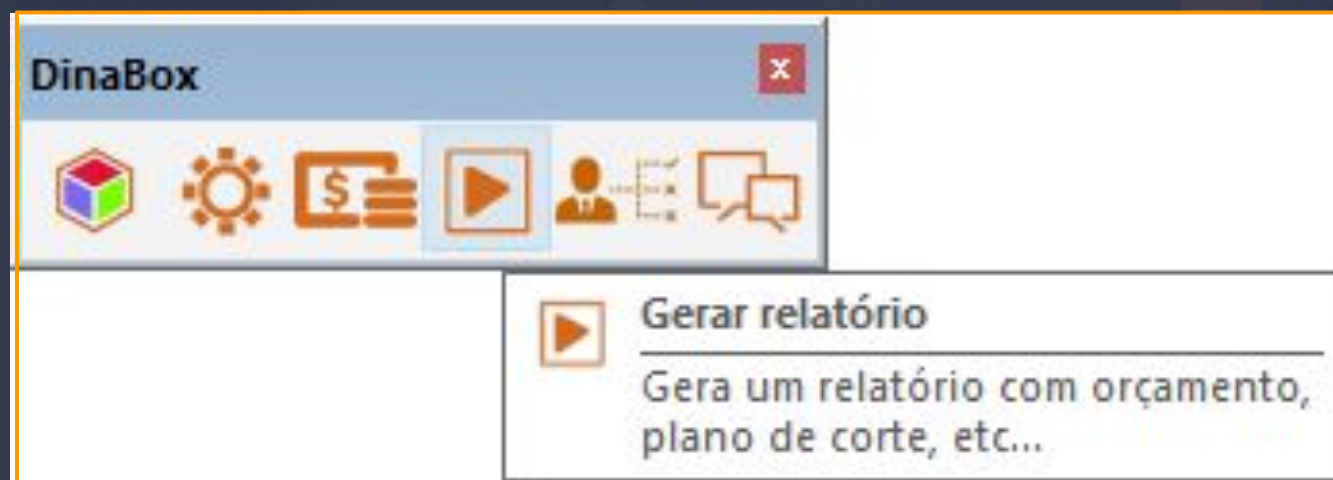 DinaBox
Gerar relatório
Gera um relatório com orçamento,
plano de corte, etc...